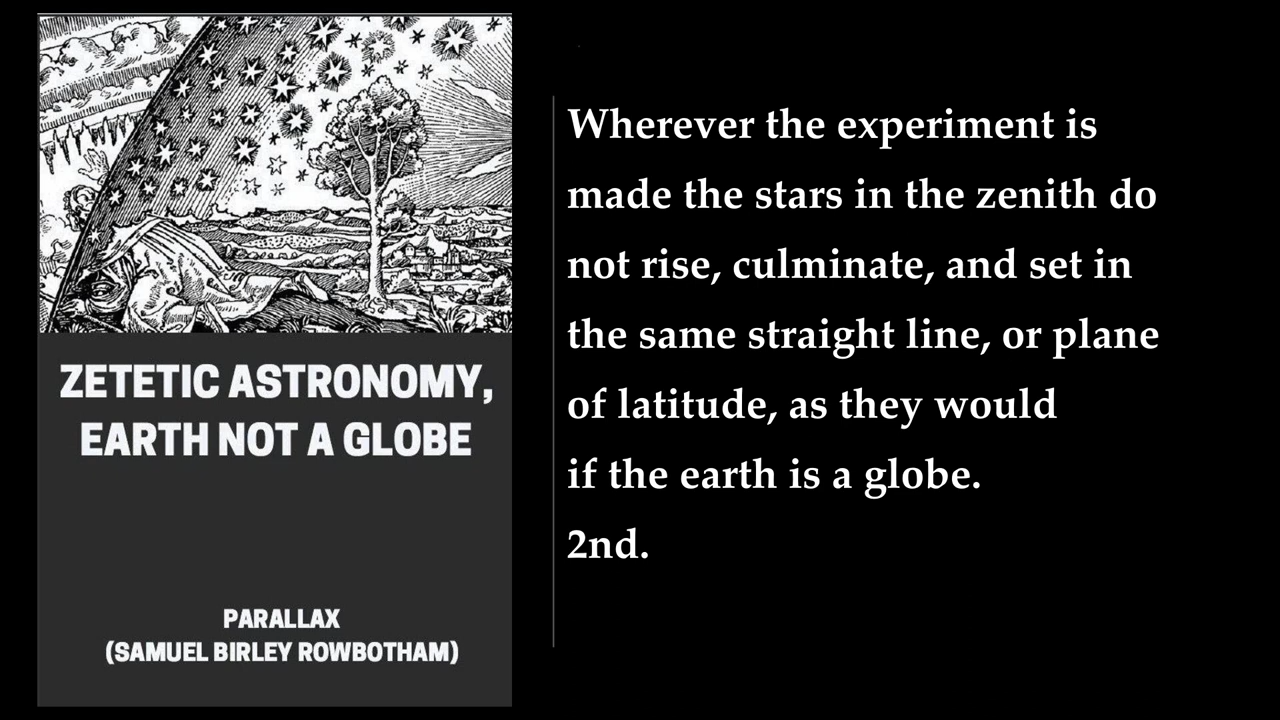 ZETETIC ASTRONOMY,
EARTH NOT A GLOBE
PARALLAX
(SAMUEL BIRLEY ROWBOTHAM)
Wherever the experiment is
made the stars in the zenith do
not rise, culminate, and set in
the same straight line, or plane
of latitude, as they would
if the earth is a globe.
2nd.